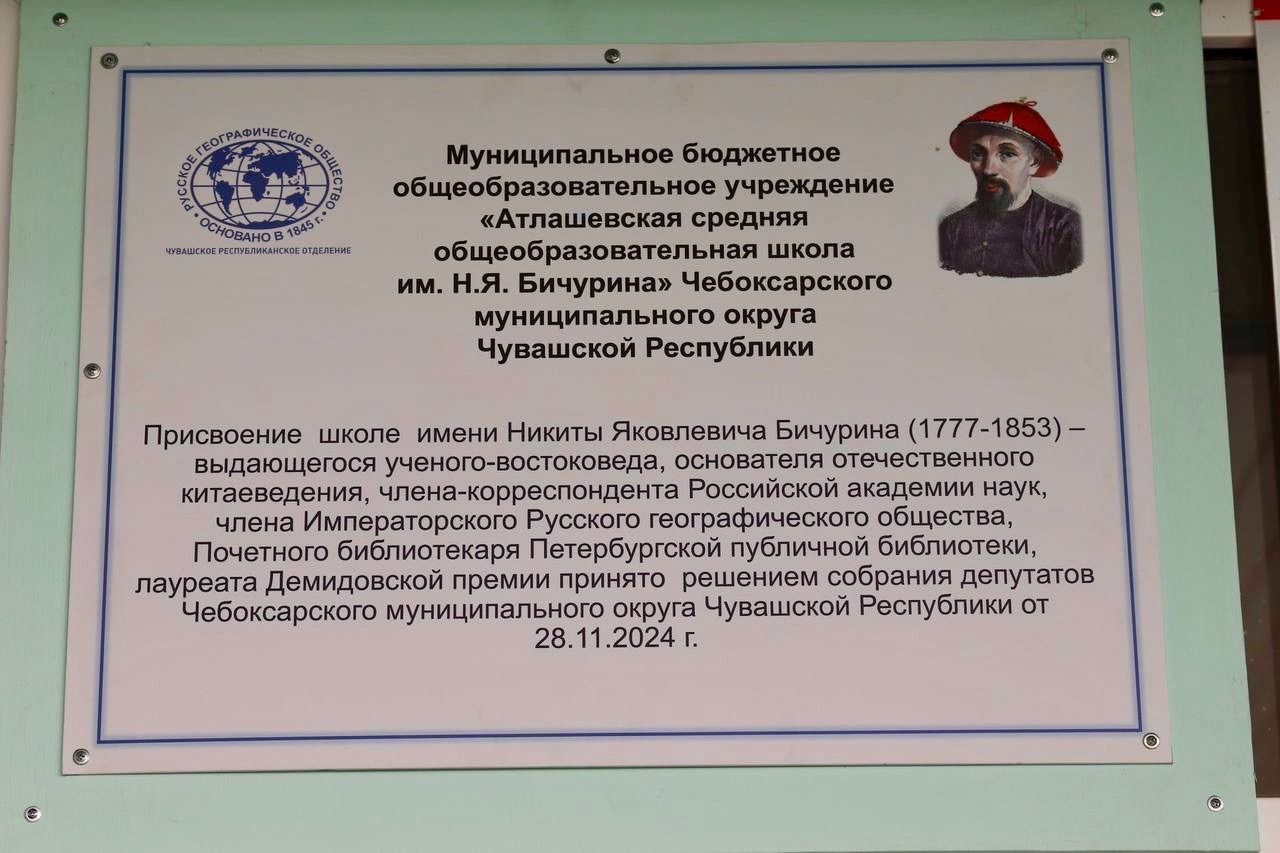 РУССКОЕ ГЕОГРАФИЧЕСКОЕ ОБЩЕСТВО
• ОСНОВАНО В 1845 г. •
ЧУВАШСКОЕ РЕСПУБЛИКАНСКОЕ ОТДЕЛЕНИЕ
Муниципальное бюджетное
общеобразовательное учреждение
«Атлашевская средняя
общеобразовательная школа
им. Н.Я. Бичурина» Чебоксарского
муниципального округа
Чувашской Республики
Присвоение школе имени Никиты Яковлевича Бичурина (1777-1853) –
выдающегося ученого-востоковеда, основателя отечественного
китаеведения, члена-корреспондента Российской академии наук,
члена Императорского Русского географического общества,
Почетного библиотекаря Петербургской публичной библиотеки,
лауреата Демидовской премии принято решением собрания депутатов
Чебоксарского муниципального округа Чувашской Республики от
28.11.2024 г.